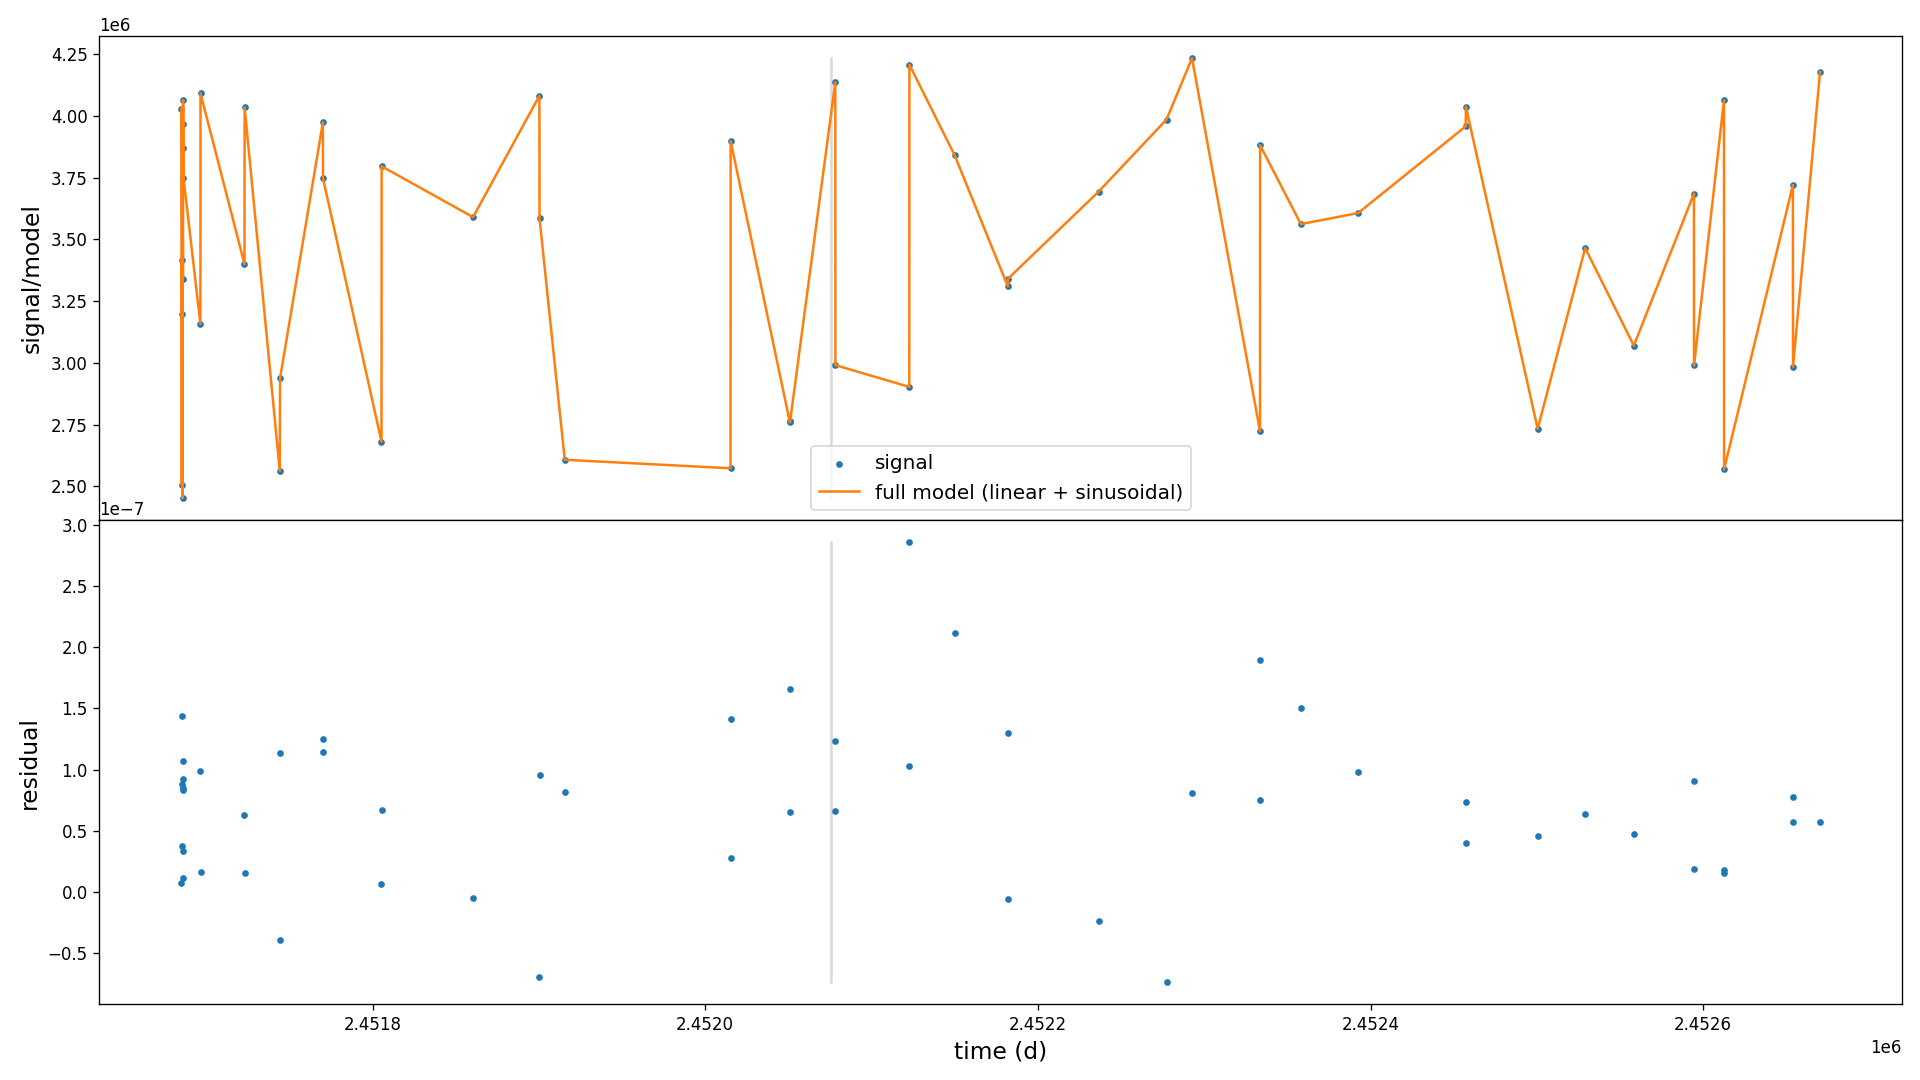 1e6
4.25
4.00
3.75
3.50
3.25
3.00
2.75
2.50
signal/model
signal
full model (linear + sinusoidal)
1e−7
3.0
2.5
2.0
1.5
1.0
0.5
0.0
−0.5
residual
2.4518
2.4520
2.4522
2.4524
2.4526
1e6
time (d)